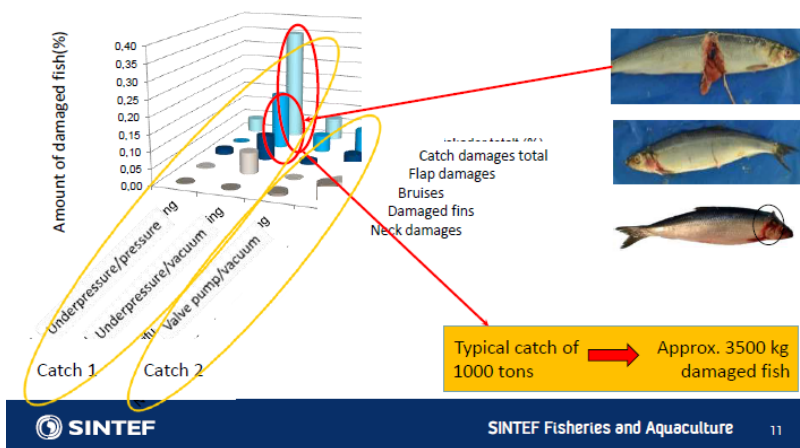 Amount of damaged fish(%)
0,40
0,35
0,30
0,25
0,20
0,15
0,10
0,05
0,00
Underpressure/pressure
Underpressure/vacuum
Valve pump/vacuum
Catch 1
Catch 2
Catch damages total
Flap damages
Bruises
Damaged fins
Neck damages
Typical catch of
1000 tons
Approx. 3500 kg
damaged fish
SINTEF
SINTEF Fisheries and Aquaculture
11